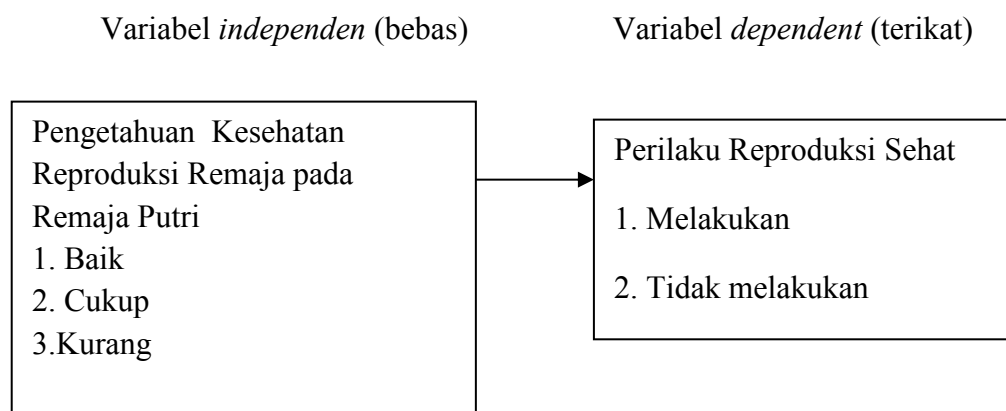 Variabel independen (bebas)
Variabel dependent (terikat)
Pengetahuan Kesehatan
Reproduksi Remaja pada
Remaja Putri
1. Baik
2. Cukup
3.Kurang
Perilaku Reproduksi Sehat
1. Melakukan
2. Tidak melakukan